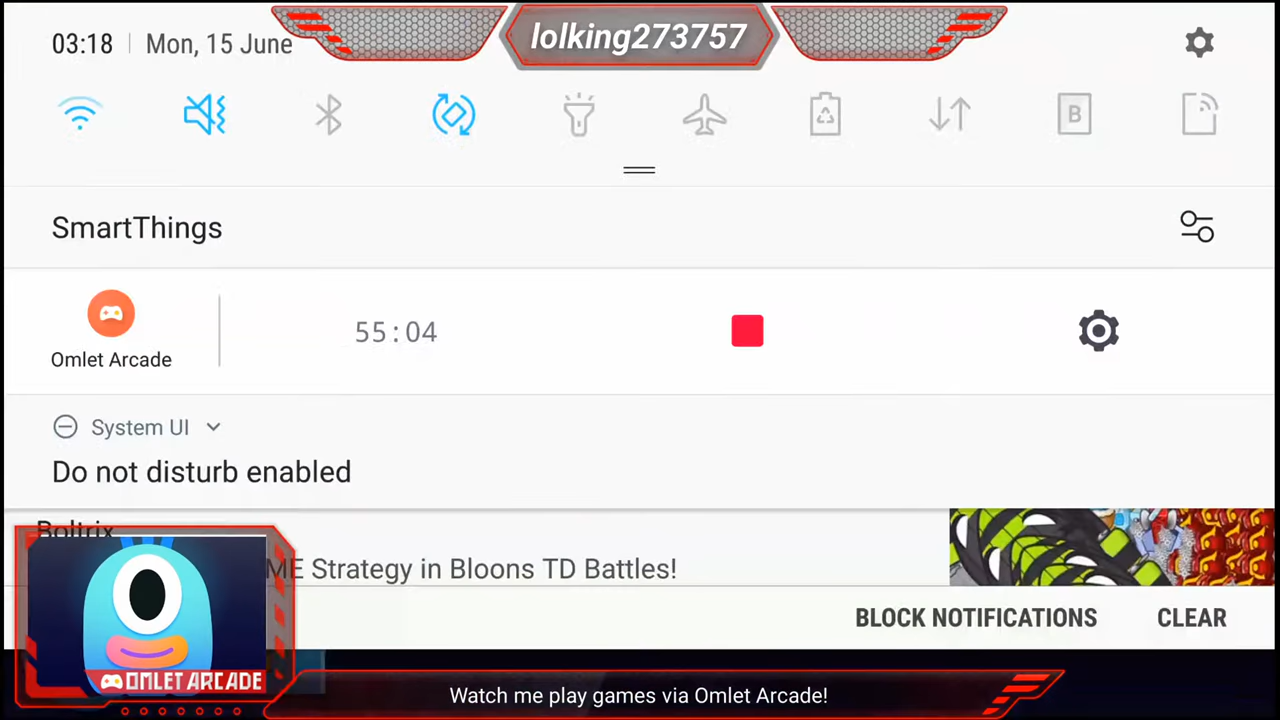 lolking273757
03:18 Mon, 15 June
B
SmartThings
Omlet Arcade
55:04
System UI
Do not disturb enabled
Boltrix
ME Strategy in Bloons TD Battles!
BLOCK NOTIFICATIONS CLEAR
OMLET ARCADE
Watch me play games via Omlet Arcade!